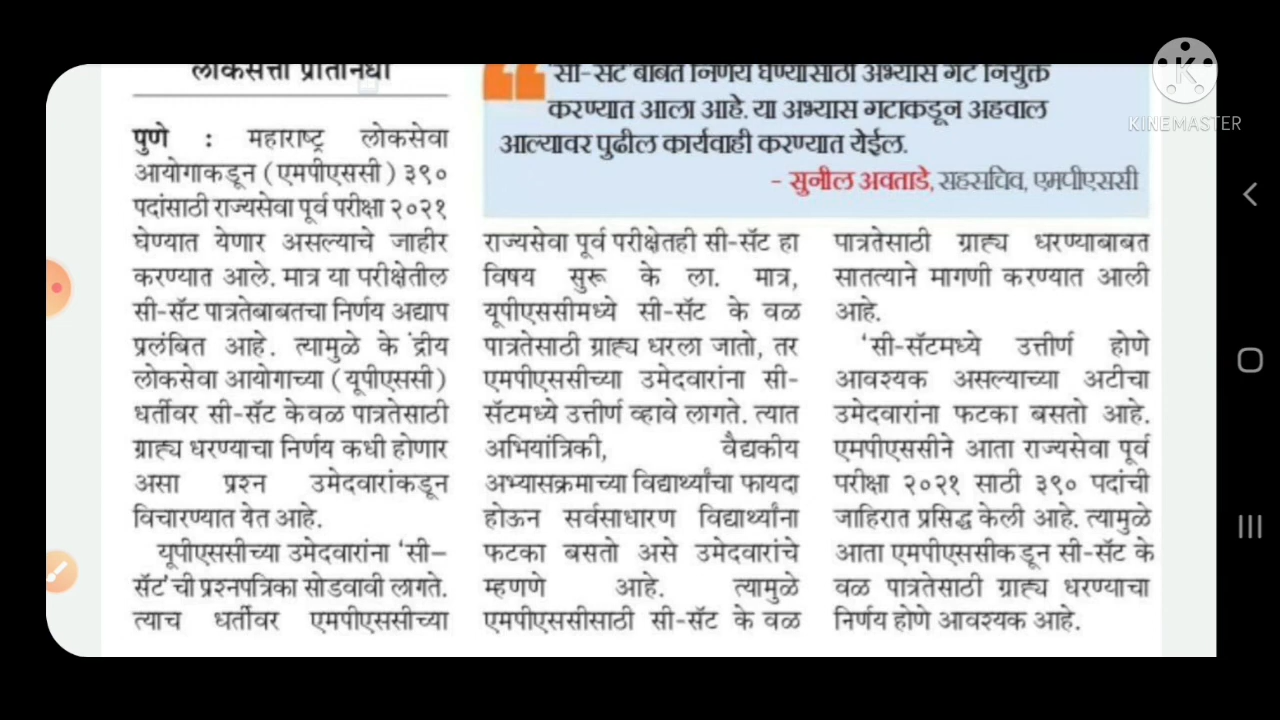 लोकसत्ता प्रतिनिधी
पुणे : महाराष्ट्र लोकसेवा
आयोगाकडून (एमपीएससी) ३९०
पदांसाठी राज्यसेवा पूर्व परीक्षा २०२१
घेण्यात येणार असल्याचे जाहीर
करण्यात आले. मात्र या परीक्षेतील
सी-सॅट पात्रतेबाबतचा निर्णय अद्याप
प्रलंबित आहे. त्यामुळे कें द्रीय
लोकसेवा आयोगाच्या (यूपीएससी)
धर्तीवर सी-सॅट केवळ पात्रतेसाठी
ग्राह्य धरण्याचा निर्णय कधी होणार
असा प्रश्न उमेदवारांकडून
विचारण्यात येत आहे.
यूपीएससीच्या उमेदवारांना ‘सी–
सॅट’ची प्रश्नपत्रिका सोडवावी लागते.
त्याच धर्तीवर एमपीएससीच्या
‘सी-सॅट’बाबत निर्णय घेण्यासाठी अभ्यास गट नियुक्त
करण्यात आला आहे. या अभ्यास गटाकडून अहवाल
आल्यावर पुढील कार्यवाही करण्यात येईल.
- सुनील अवताडे, सहसचिव, एमपीएससी
राज्यसेवा पूर्व परीक्षेतही सी-सॅट हा
विषय सुरू के ला. मात्र,
यूपीएससीमध्ये सी-सॅट के वळ
पात्रतेसाठी ग्राह्य धरला जातो, तर
एमपीएससीच्या उमेदवारांना सी-
सॅटमध्ये उत्तीर्ण व्हावे लागते. त्यात
अभियांत्रिकी, वैद्यकीय
अभ्यासक्रमाच्या विद्यार्थ्यांचा फायदा
होऊन सर्वसाधारण विद्यार्थ्यांना
फटका बसतो असे उमेदवारांचे
म्हणणे आहे. त्यामुळे
एमपीएससीसाठी सी-सॅट के वळ
पात्रतेसाठी ग्राह्य धरण्याबाबत
सातत्याने मागणी करण्यात आली
आहे.
‘सी-सॅटमध्ये उत्तीर्ण होणे
आवश्यक असल्याच्या अटीचा
उमेदवारांना फटका बसतो आहे.
एमपीएससीने आता राज्यसेवा पूर्व
परीक्षा २०२१ साठी ३९० पदांची
जाहिरात प्रसिद्ध केली आहे. त्यामुळे
आता एमपीएससीकडून सी-सॅट के
वळ पात्रतेसाठी ग्राह्य धरण्याचा
निर्णय होणे आवश्यक आहे.
K
KINEMASTER